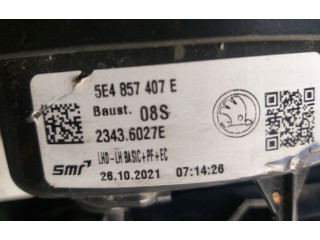 5E4 857 407 E
Baust. 08S
2343.6027E
LHD-LH BASIC+PF+EC
smr
26.10.2021 07:14:26